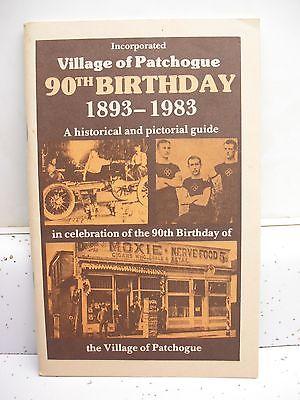 Incorporated
Village of Patchogue
90TH BIRTHDAY
1893-1983
A historical and pictorial guide
in celebration of the 90th Birthday of
MOXIE NERVE FOOD
the Village of Patchogue